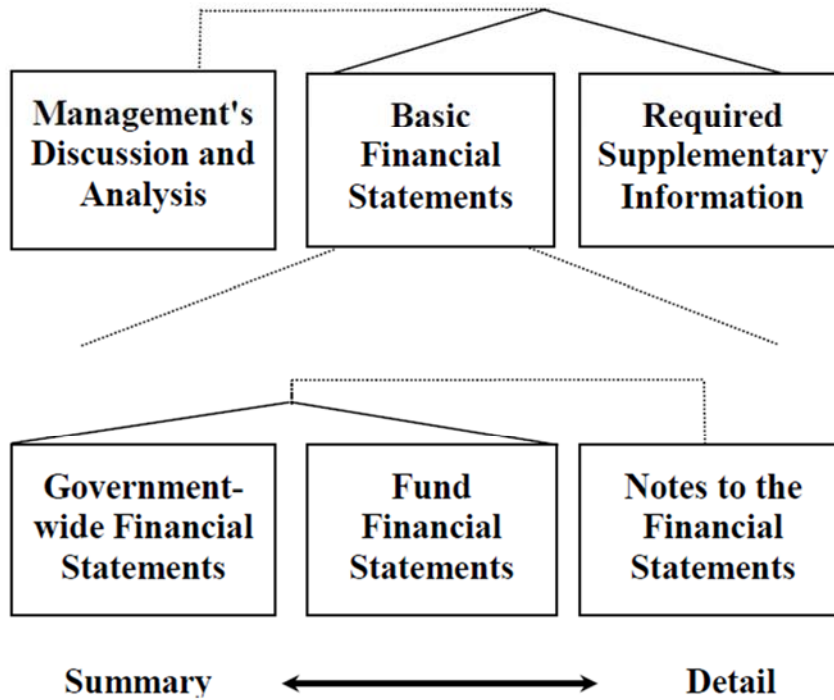 Management's
Discussion and
Analysis
Basic
Financial
Statements
Required
Supplementary
Information
Government-
wide Financial
Statements
Fund
Financial
Statements
Notes to the
Financial
Statements
Summary
Detail